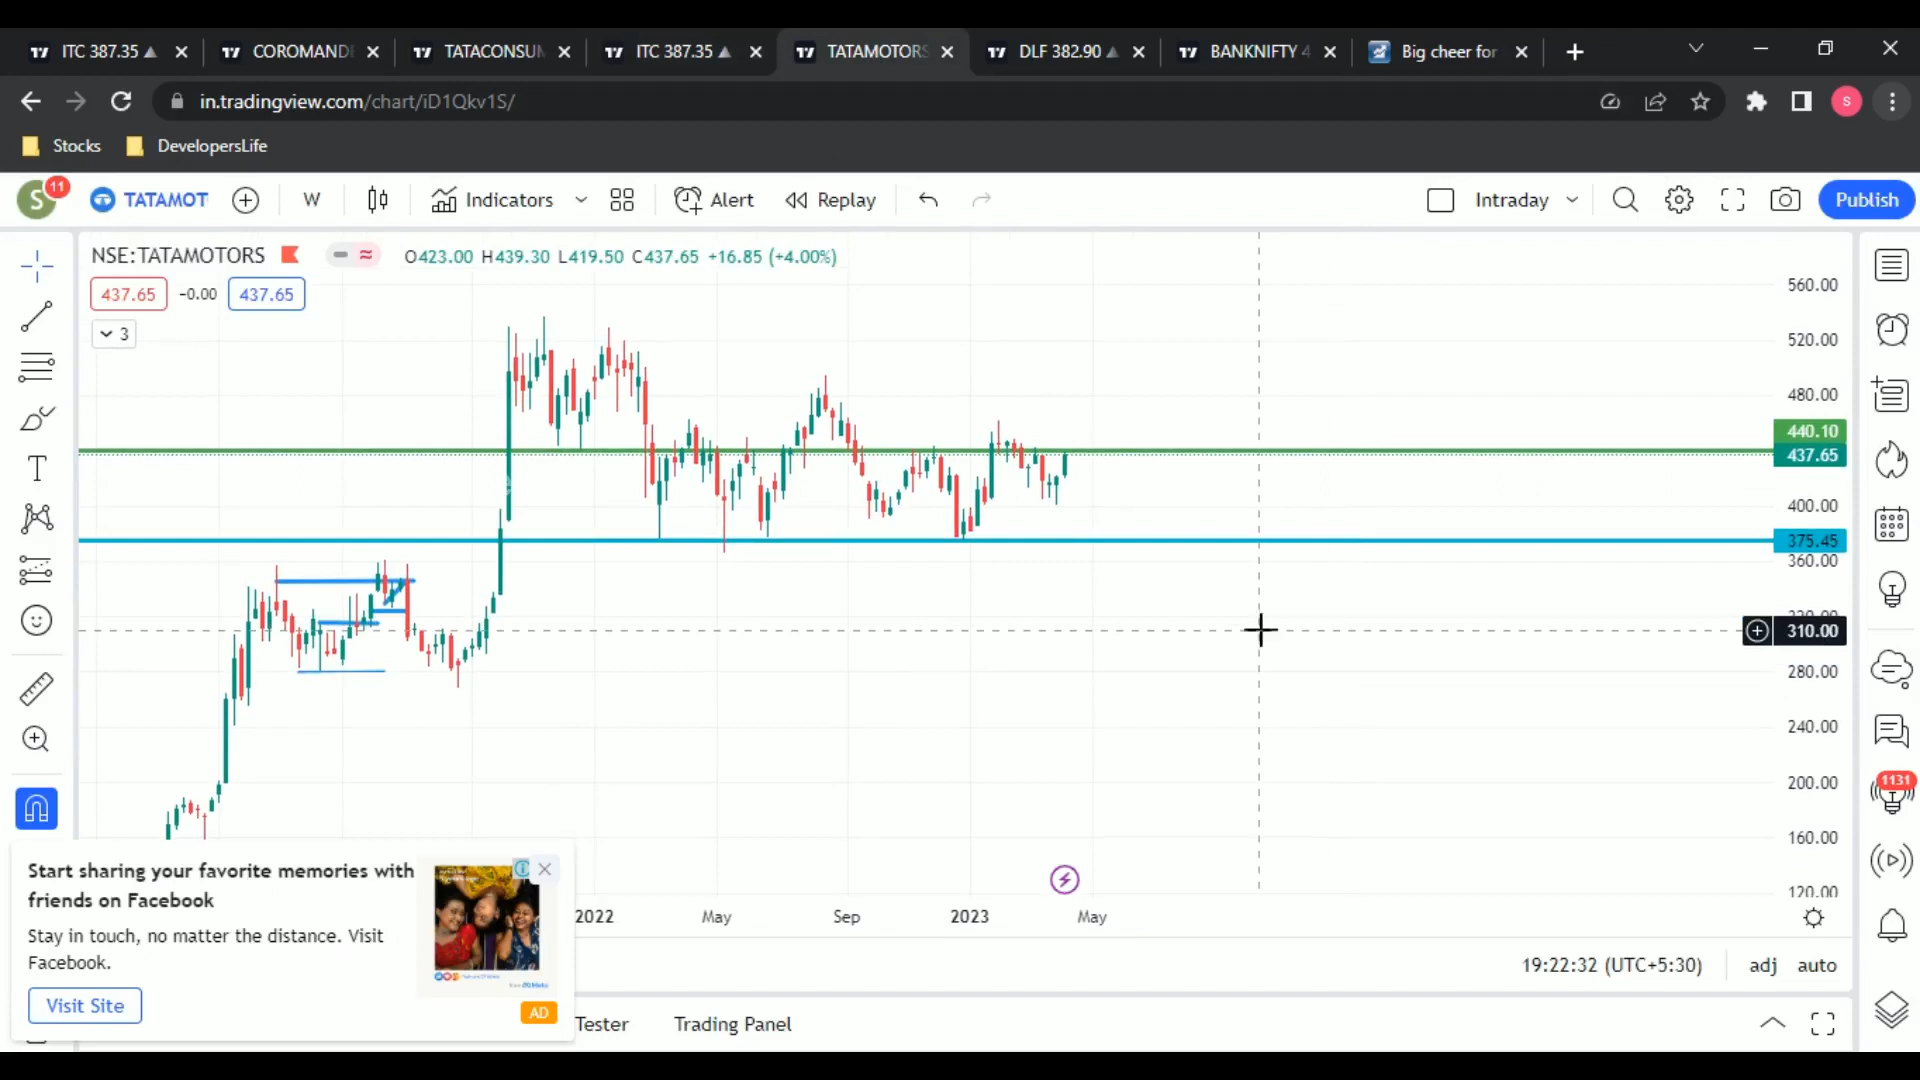 ITC 387.35
COROMAND
TATACONSUM
ITC 387.35
TATAMOTORS
DLF 382.90
BANKNIFTY 4
Big cheer for
in.tradingview.com/chart/iD1Qkv1S/
S
Stocks
DevelopersLife
S
11
TATAMOT
W
Indicators
Alert
Replay
Intraday
Publish
NSE:TATAMOTORS
O423.00 H439.30 L419.50 C437.65 +16.85 (+4.00%)
437.65
-0.00
437.65
3
560.00
520.00
480.00
440.10
437.65
400.00
375.45
360.00
310.00
280.00
240.00
200.00
160.00
120.00
1131
2022
May
Sep
2023
May
Start sharing your favorite memories with
friends on Facebook
Stay in touch, no matter the distance. Visit
Facebook.
Visit Site
AD
19:22:32 (UTC+5:30)
adj
auto
Tester
Trading Panel